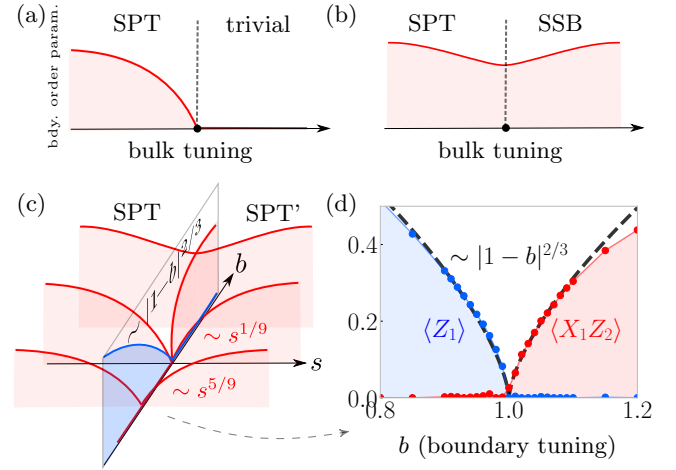 (a)
SPT
trivial
bdy. order param.
bulk tuning
(b)
SPT
SSB
bulk tuning
(c)
SPT
SPT'
∼ |1−b|^{2/3}
b
∼ s^{1/9}
s
∼ s^{5/9}
(d)
0.4
0.2
0.0
∼ |1 − b|^{2/3}
⟨Z_1⟩
⟨X_1Z_2⟩
0.8
1.0
1.2
b (boundary tuning)